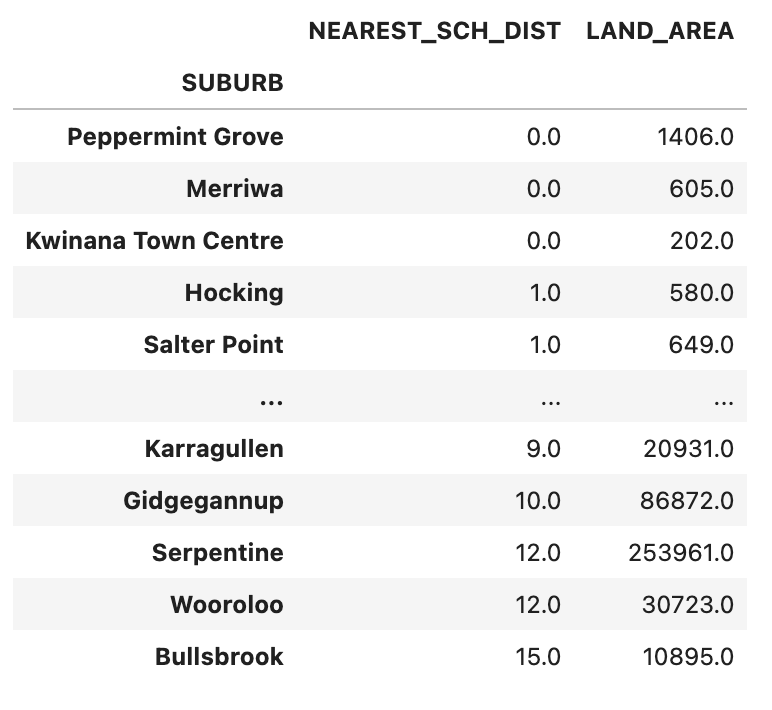 NEAREST_SCH_DIST LAND_AREA
SUBURB
Peppermint Grove 0.0 1406.0
Merriwa 0.0 605.0
Kwinana Town Centre 0.0 202.0
Hocking 1.0 580.0
Salter Point 1.0 649.0
... ... ...
Karragullen 9.0 20931.0
Gidgegannup 10.0 86872.0
Serpentine 12.0 253961.0
Wooroloo 12.0 30723.0
Bullsbrook 15.0 10895.0